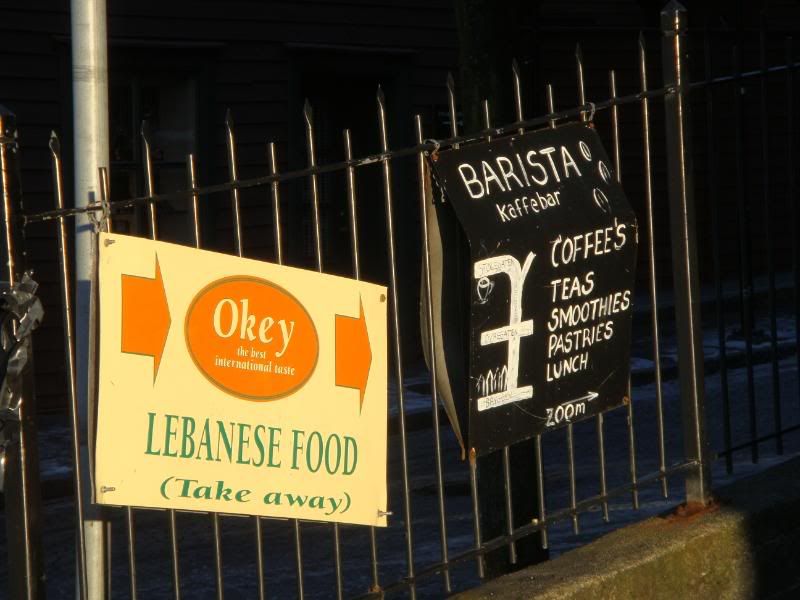 Okey
the best
international taste
LEBANESE FOOD
(Take away)
BARISTA
Kaffebar
COFFEE'S
TEAS
SMOOTHIES
PASTRIES
LUNCH
200m